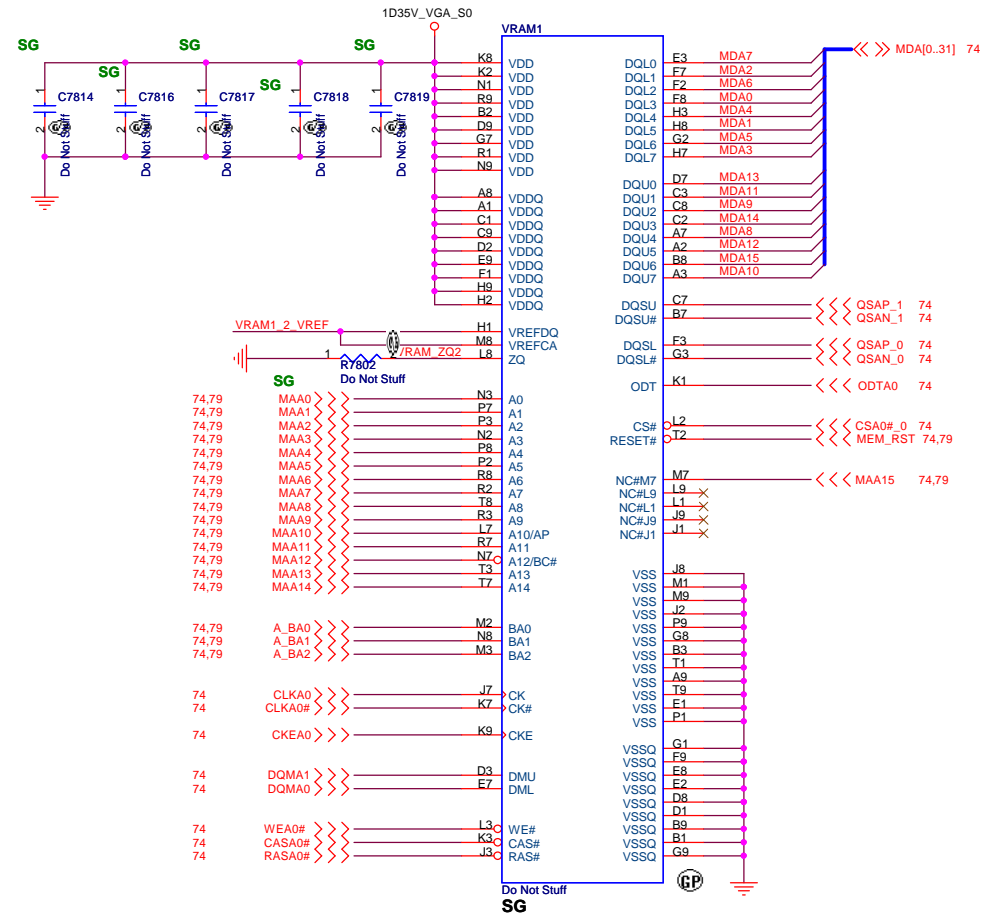 1D35V_VGA_S0
VRAM1
SG SG SG
SG
SG
1 C7814 1 C7816 1 C7817 1 C7818 1 C7819
2 2 2 2 2
Do Not Stuff Do Not Stuff Do Not Stuff Do Not Stuff Do Not Stuff
K8 VDD
K2 VDD
N1 VDD
R9 VDD
B2 VDD
D9 VDD
G7 VDD
R1 VDD
N9 VDD
A8 VDDQ
A1 VDDQ
C1 VDDQ
C9 VDDQ
D2 VDDQ
E9 VDDQ
F1 VDDQ
H9 VDDQ
H2 VDDQ
VRAM1_2_VREF H1 VREFDQ
M8 VREFCA
1 2 /RAM_ZQ2 L8 ZQ
R7802
Do Not Stuff
SG
74,79 MAA0 N3 A0
74,79 MAA1 P7 A1
74,79 MAA2 P3 A2
74,79 MAA3 N2 A3
74,79 MAA4 P8 A4
74,79 MAA5 P2 A5
74,79 MAA6 R8 A6
74,79 MAA7 R2 A7
74,79 MAA8 T8 A8
74,79 MAA9 R3 A9
74,79 MAA10 L7 A10/AP
74,79 MAA11 R7 A11
74,79 MAA12 N7 A12/BC#
74,79 MAA13 T3 A13
74,79 MAA14 T7 A14
74,79 A_BA0 M2 BA0
74,79 A_BA1 N8 BA1
74,79 A_BA2 M3 BA2
74 CLKA0 J7 CK
74 CLKA0# K7 CK#
74 CKEA0 K9 CKE
74 DQMA1 D3 DMU
74 DQMA0 E7 DML
74 WEA0# L3 WE#
74 CASA0# K3 CAS#
74 RASA0# J3 RAS#
MDA[0..31] 74
DQL0 E3 MDA7
DQL1 F7 MDA2
DQL2 F2 MDA6
DQL3 F8 MDA0
DQL4 H3 MDA4
DQL5 H8 MDA1
DQL6 G2 MDA5
DQL7 H7 MDA3
DQU0 D7 MDA13
DQU1 C3 MDA11
DQU2 C8 MDA9
DQU3 C2 MDA14
DQU4 A7 MDA8
DQU5 A2 MDA12
DQU6 B8 MDA15
DQU7 A3 MDA10
DQSU C7 QSAP_1 74
DQSU# B7 QSAN_1 74
DQSL F3 QSAP_0 74
DQSL# G3 QSAN_0 74
ODT K1 ODTA0 74
CS# L2 CSA0#_0 74
RESET# T2 MEM_RST 74,79
NC#M7 M7 MAA15 74,79
NC#L9 L9
NC#L1 L1
NC#J9 J9
NC#J1 J1
VSS J8
VSS M1
VSS M9
VSS J2
VSS P9
VSS G8
VSS B3
VSS T1
VSS A9
VSS T9
VSS E1
VSS P1
VSSQ G1
VSSQ F9
VSSQ E8
VSSQ E2
VSSQ D8
VSSQ D1
VSSQ B9
VSSQ B1
VSSQ G9
GP
Do Not Stuff
SG